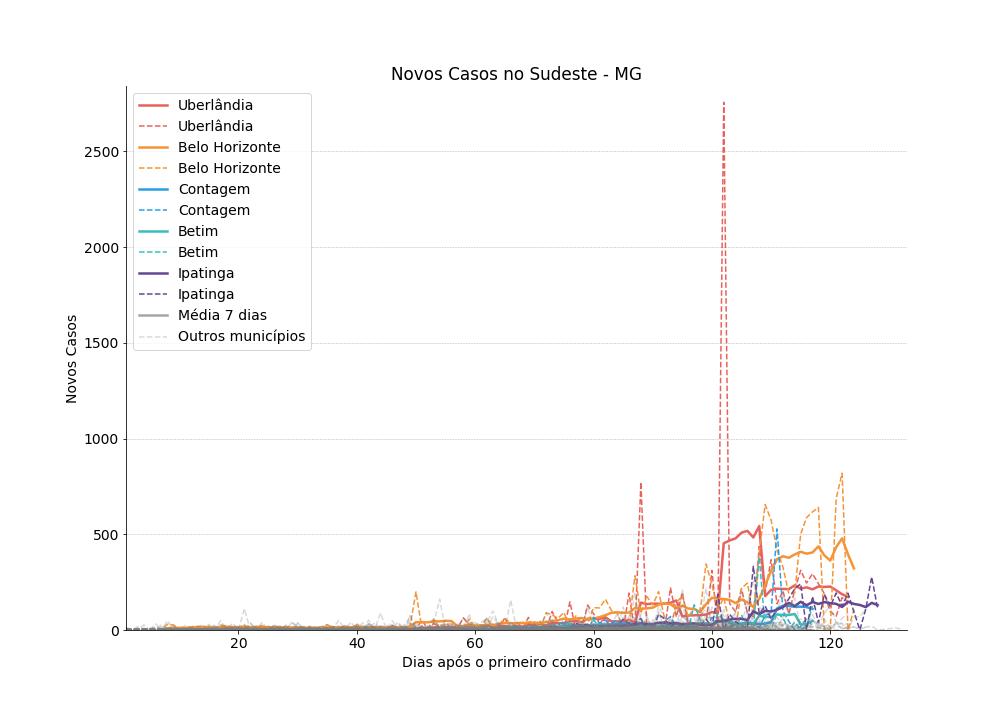 Novos Casos no Sudeste - MG
Uberlândia
Uberlândia
Belo Horizonte
Belo Horizonte
Contagem
Contagem
Betim
Betim
Ipatinga
Ipatinga
Média 7 dias
Outros municípios
2500
2000
1500
1000
500
0
Novos Casos
20 40 60 80 100 120
Dias após o primeiro confirmado